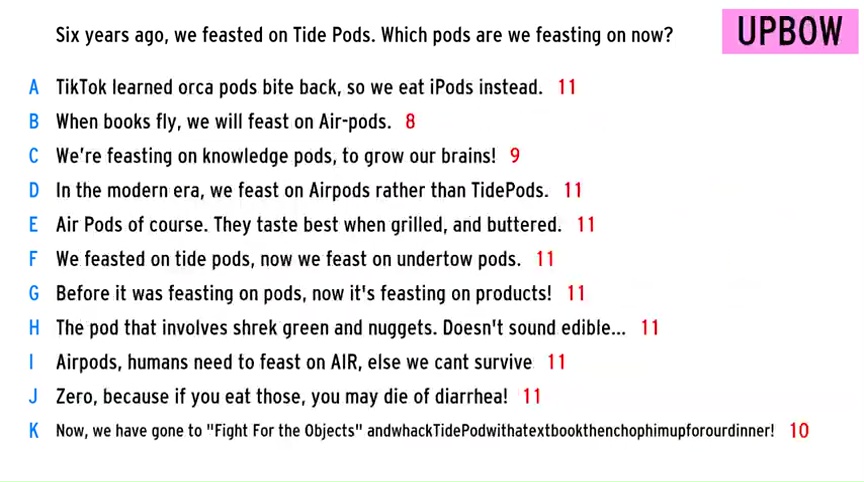 Six years ago, we feasted on Tide Pods. Which pods are we feasting on now?
UPBOW
A TikTok learned orca pods bite back, so we eat iPods instead. 11
B When books fly, we will feast on Air-pods. 8
C We're feasting on knowledge pods, to grow our brains! 9
D In the modern era, we feast on Airpods rather than TidePods. 11
E Air Pods of course. They taste best when grilled, and buttered. 11
F We feasted on tide pods, now we feast on undertow pods. 11
G Before it was feasting on pods, now it's feasting on products! 11
H The pod that involves shrek green and nuggets. Doesn't sound edible... 11
I Airpods, humans need to feast on AIR, else we cant survive 11
J Zero, because if you eat those, you may die of diarrhea! 11
K Now, we have gone to "Fight For the Objects" andwhackTidePodwithatextbookthenchophimupforourdinner! 10